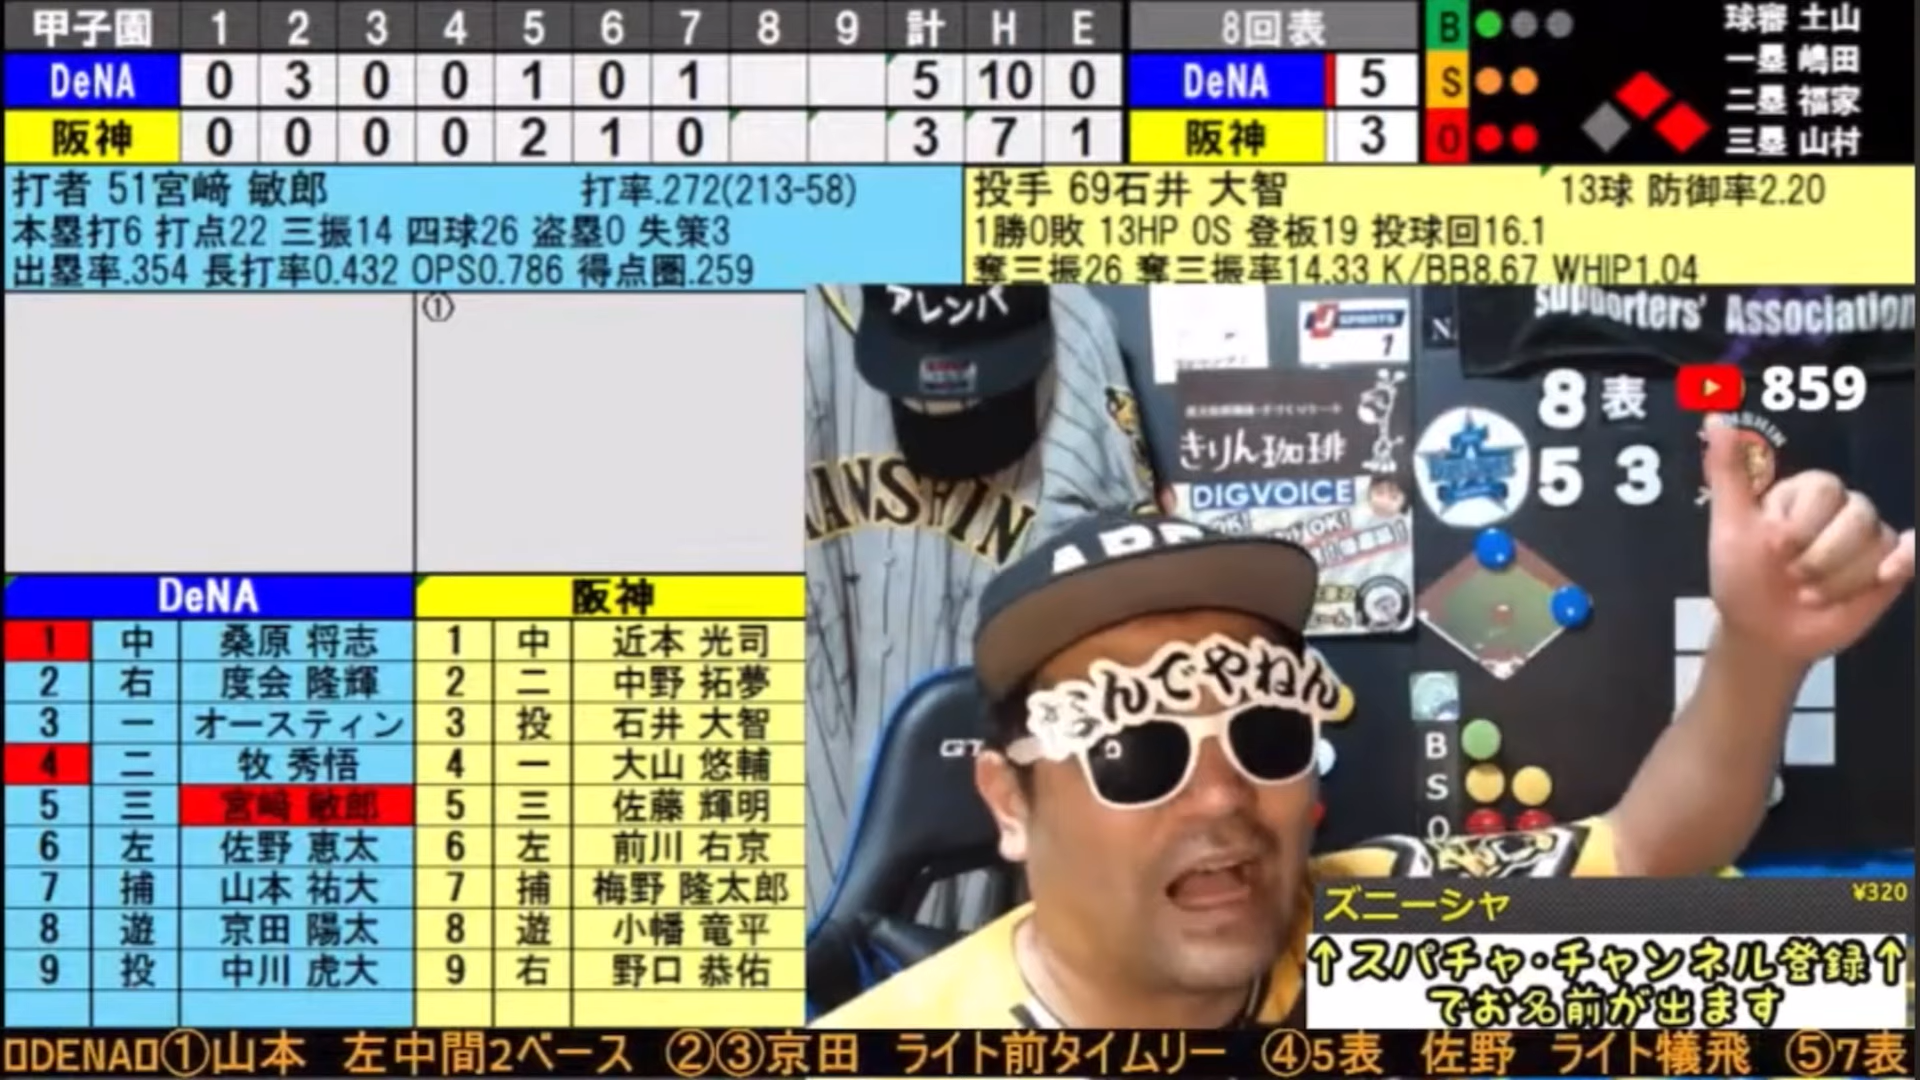 甲子園 1 2 3 4 5 6 7 8 9 計 H E
DeNA 0 3 0 0 1 0 1 5 10 0
阪神 0 0 0 0 2 1 0 3 7 1
8回表
DeNA 5
阪神 3
B
S
O
球審 土山
一塁 嶋田
二塁 福家
三塁 山村
打者 51宮﨑 敏郎 打率.272(213-58)
本塁打6 打点22 三振14 四球26 盗塁0 失策3
出塁率.354 長打率0.432 OPS0.786 得点圏.259
投手 69石井 大智 13球 防御率2.20
1勝0敗 13HP 0S 登板19 投球回16.1
奪三振26 奪三振率14.33 K/BB8.67 WHIP1.04
①
DeNA
1 中 桑原 将志
2 右 度会 隆輝
3 一 オースティン
4 二 牧 秀悟
5 三 宮﨑 敏郎
6 左 佐野 恵太
7 捕 山本 祐大
8 遊 京田 陽太
9 投 中川 虎大
阪神
1 中 近本 光司
2 二 中野 拓夢
3 投 石井 大智
4 一 大山 悠輔
5 三 佐藤 輝明
6 左 前川 右京
7 捕 梅野 隆太郎
8 遊 小幡 竜平
9 右 野口 恭佑
アレンパ
J SPORTS
1
Supporters' Association
きりん珈琲
DIGVOICE
ANSHIN
8 表
859
5 3
なんでやねん
GT
B
S
O
ズニーシャ ¥320
↑スパチャ・チャンネル登録↑
でお名前が出ます
DENA ①山本 左中間2ベース ②③京田 ライト前タイムリー ④5表 佐野 ライト犠飛 ⑤7表